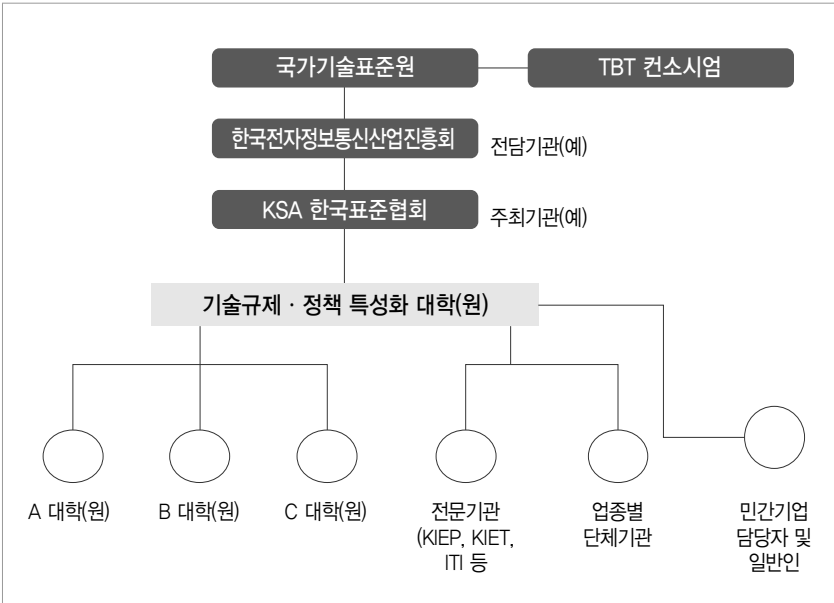 국가기술표준원
TBT 컨소시엄
한국전자정보통신산업진흥회
전담기관(예)
KSA 한국표준협회
주최기관(예)
기술규제 · 정책 특성화 대학(원)
A 대학(원)
B 대학(원)
C 대학(원)
전문기관
(KIEP, KIET,
ITI 등
업종별
단체기관
민간기업
담당자 및
일반인